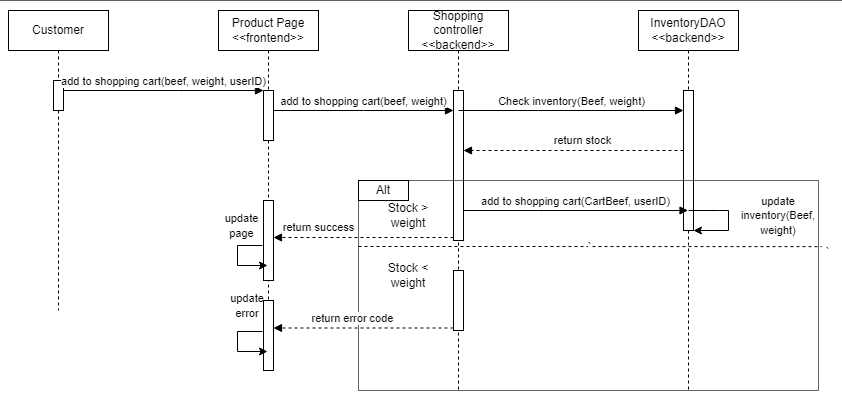 Customer
Product Page
<<frontend>>
Shopping
controller
<<backend>>
InventoryDAO
<<backend>>
add to shopping cart(beef, weight, userID)
add to shopping cart(beef, weight)
Check inventory(Beef, weight)
return stock
Alt
Stock >
weight
add to shopping cart(CartBeef, userID)
update
inventory(Beef,
weight)
update
page
return success
Stock <
weight
update
error
return error code